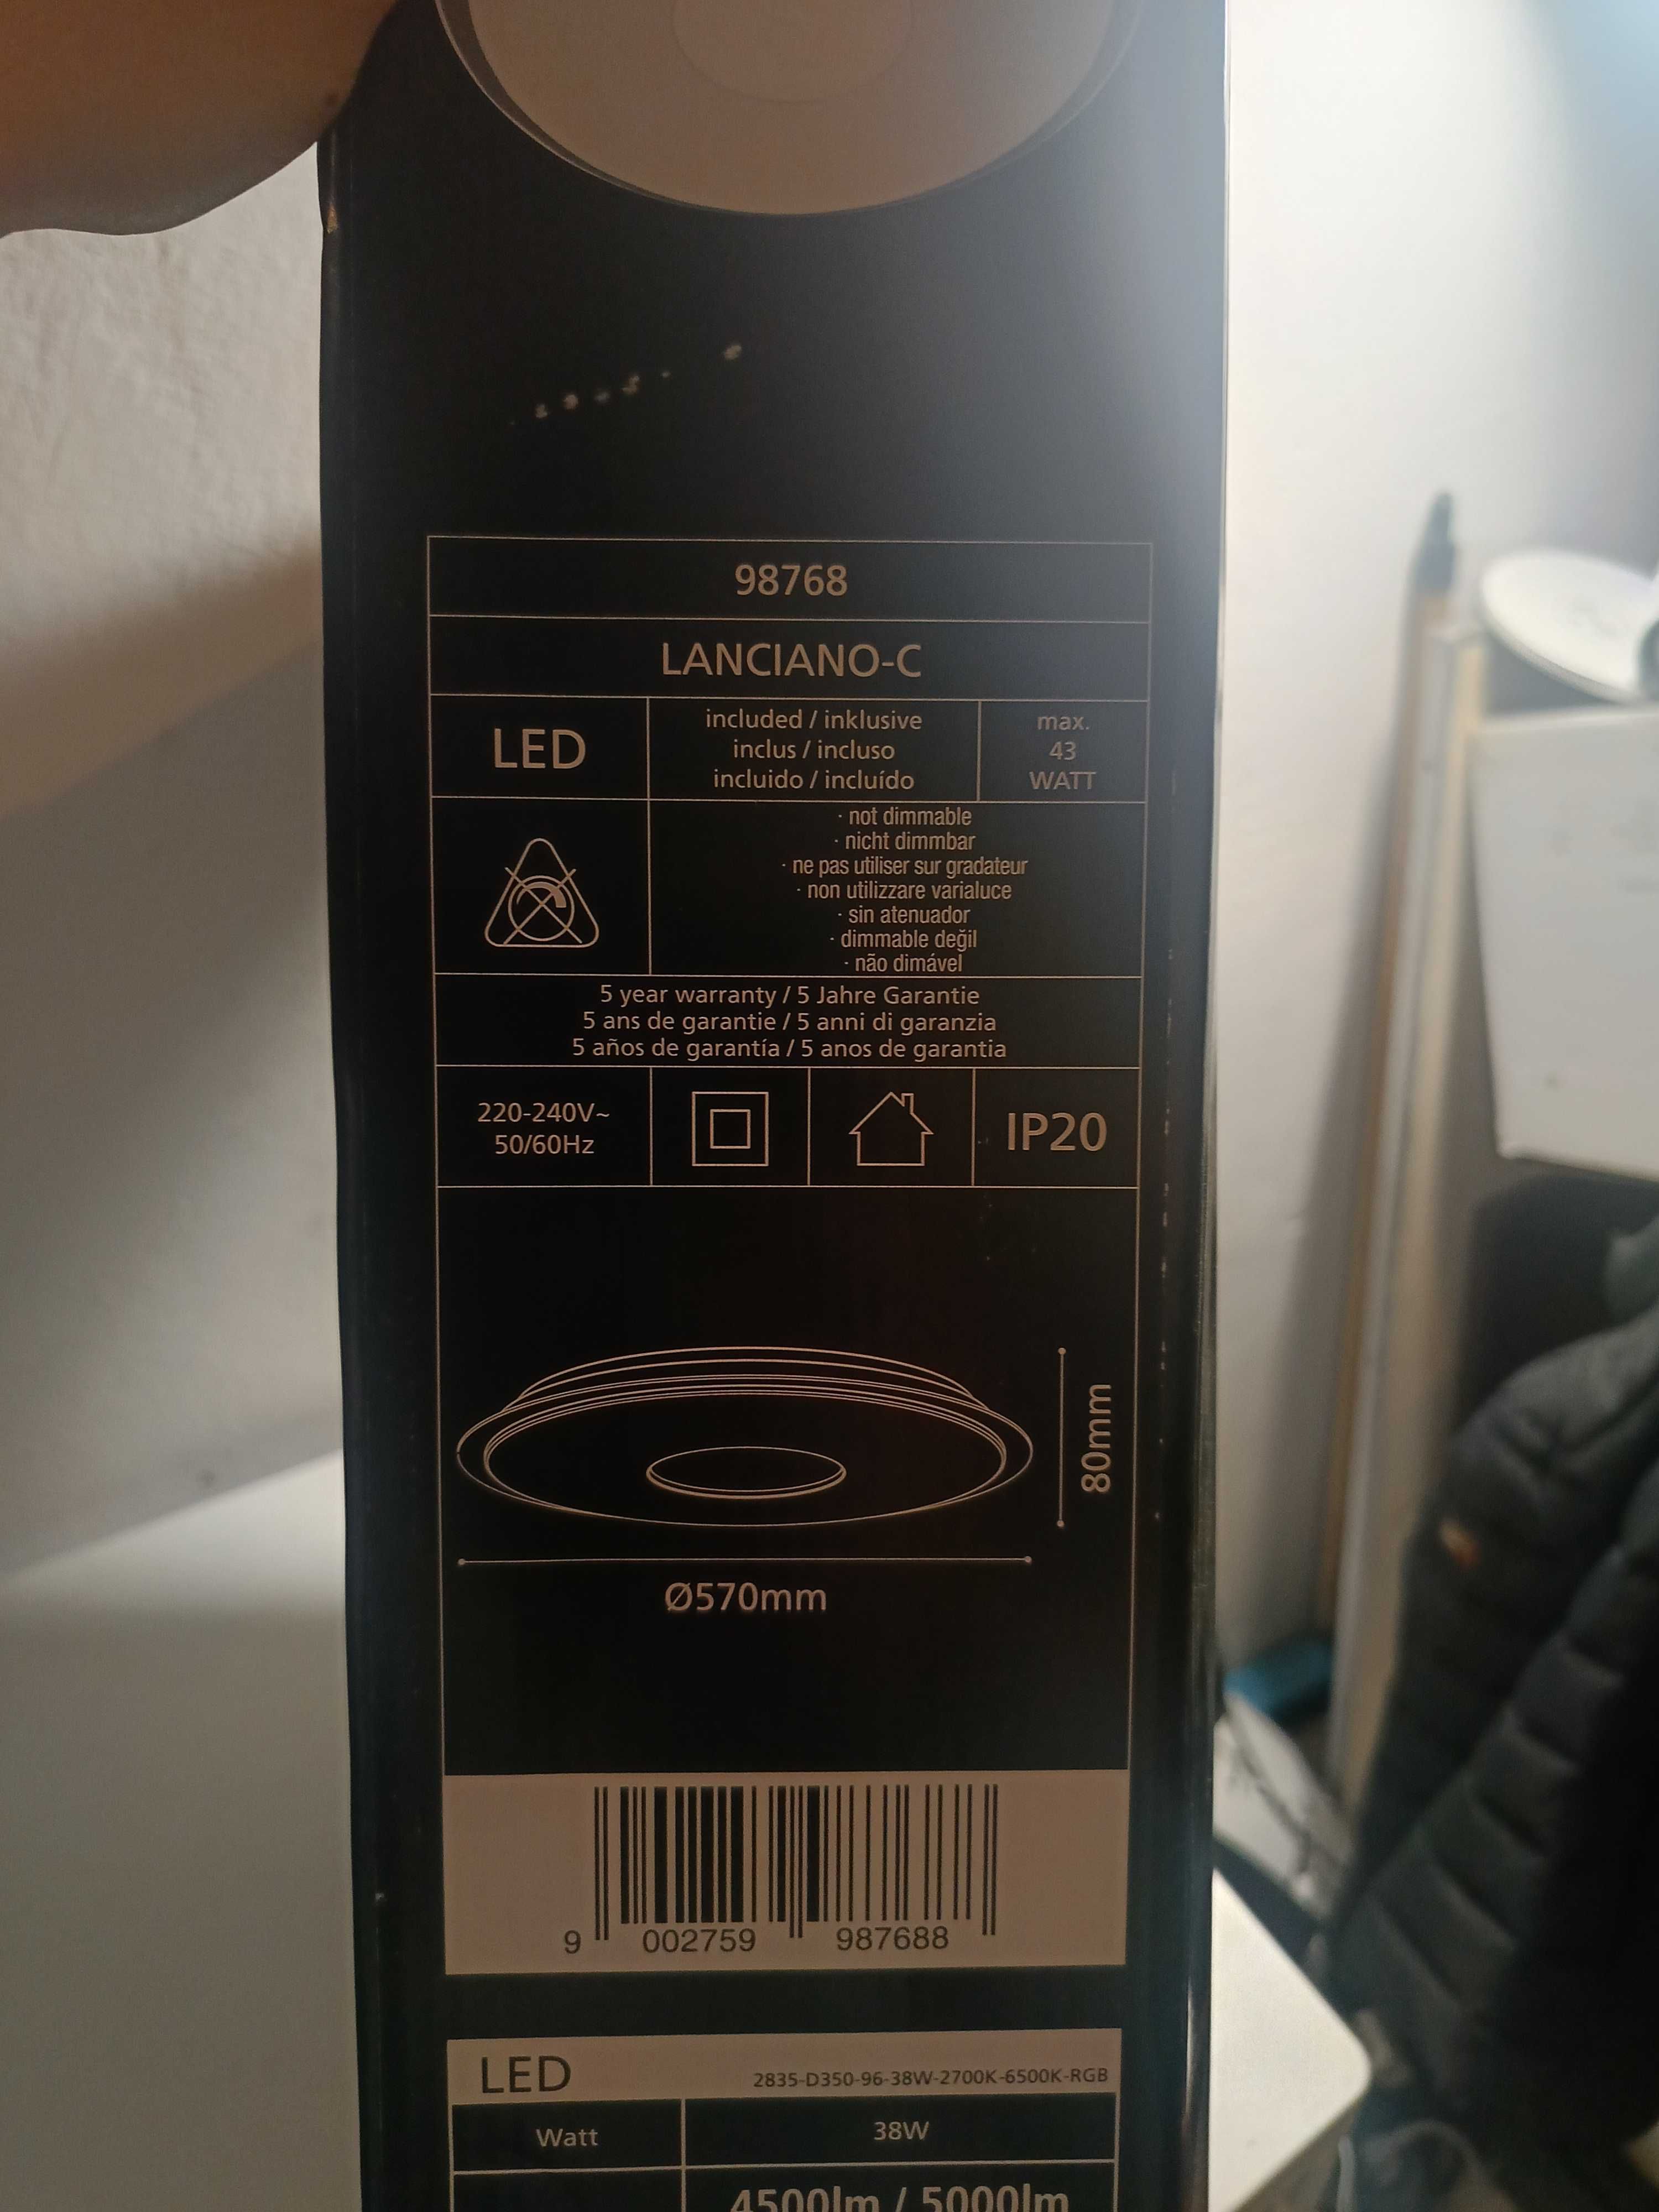 98768
LANCIANO-C
LED
included / inklusive
inclus / incluso
incluido / incluído
max.
43
WATT
· not dimmable
· nicht dimmbar
· ne pas utiliser sur gradateur
· non utilizzare varialuce
· sin atenuador
· dimmable değil
· não dimável
5 year warranty / 5 Jahre Garantie
5 ans de garantie / 5 anni di garanzia
5 años de garantía / 5 anos de garantia
220-240V~
50/60Hz
IP20
80mm
Ø570mm
9 002759 987688
LED
2835-D350-96-38W-2700K-6500K-RGB
Watt
38W
4500lm / 5000lm